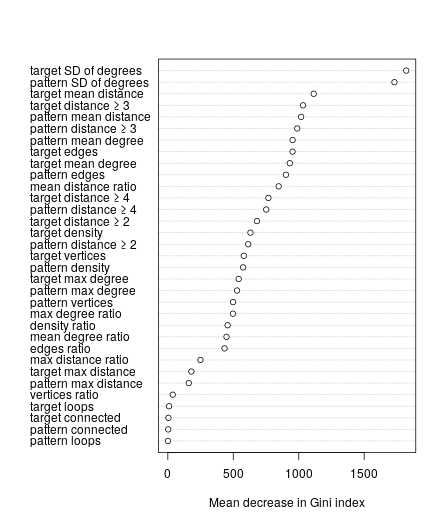 target SD of degrees
pattern SD of degrees
target mean distance
target distance ≥ 3
pattern mean distance
pattern distance ≥ 3
pattern mean degree
target edges
target mean degree
pattern edges
mean distance ratio
target distance ≥ 4
pattern distance ≥ 4
target distance ≥ 2
target density
pattern distance ≥ 2
target vertices
pattern density
target max degree
pattern max degree
pattern vertices
max degree ratio
density ratio
mean degree ratio
edges ratio
max distance ratio
target max distance
pattern max distance
vertices ratio
target loops
target connected
pattern connected
pattern loops
0 500 1000 1500
Mean decrease in Gini index